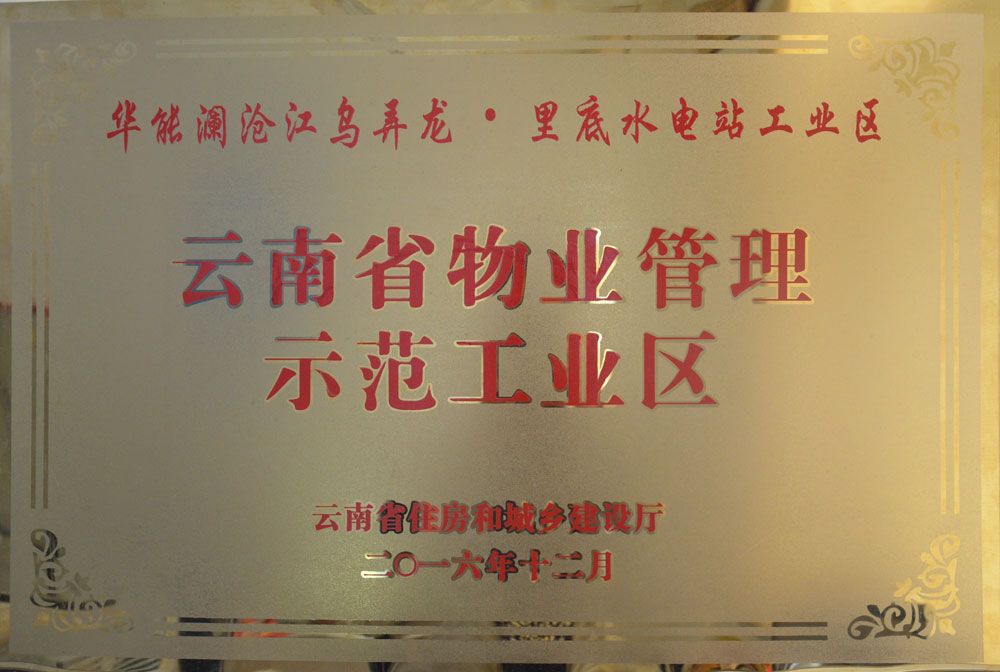 华能澜沧江乌弄龙·里底水电站工业区
云南省物业管理
示范工业区
云南省住房和城乡建设厅
二〇一六年十二月